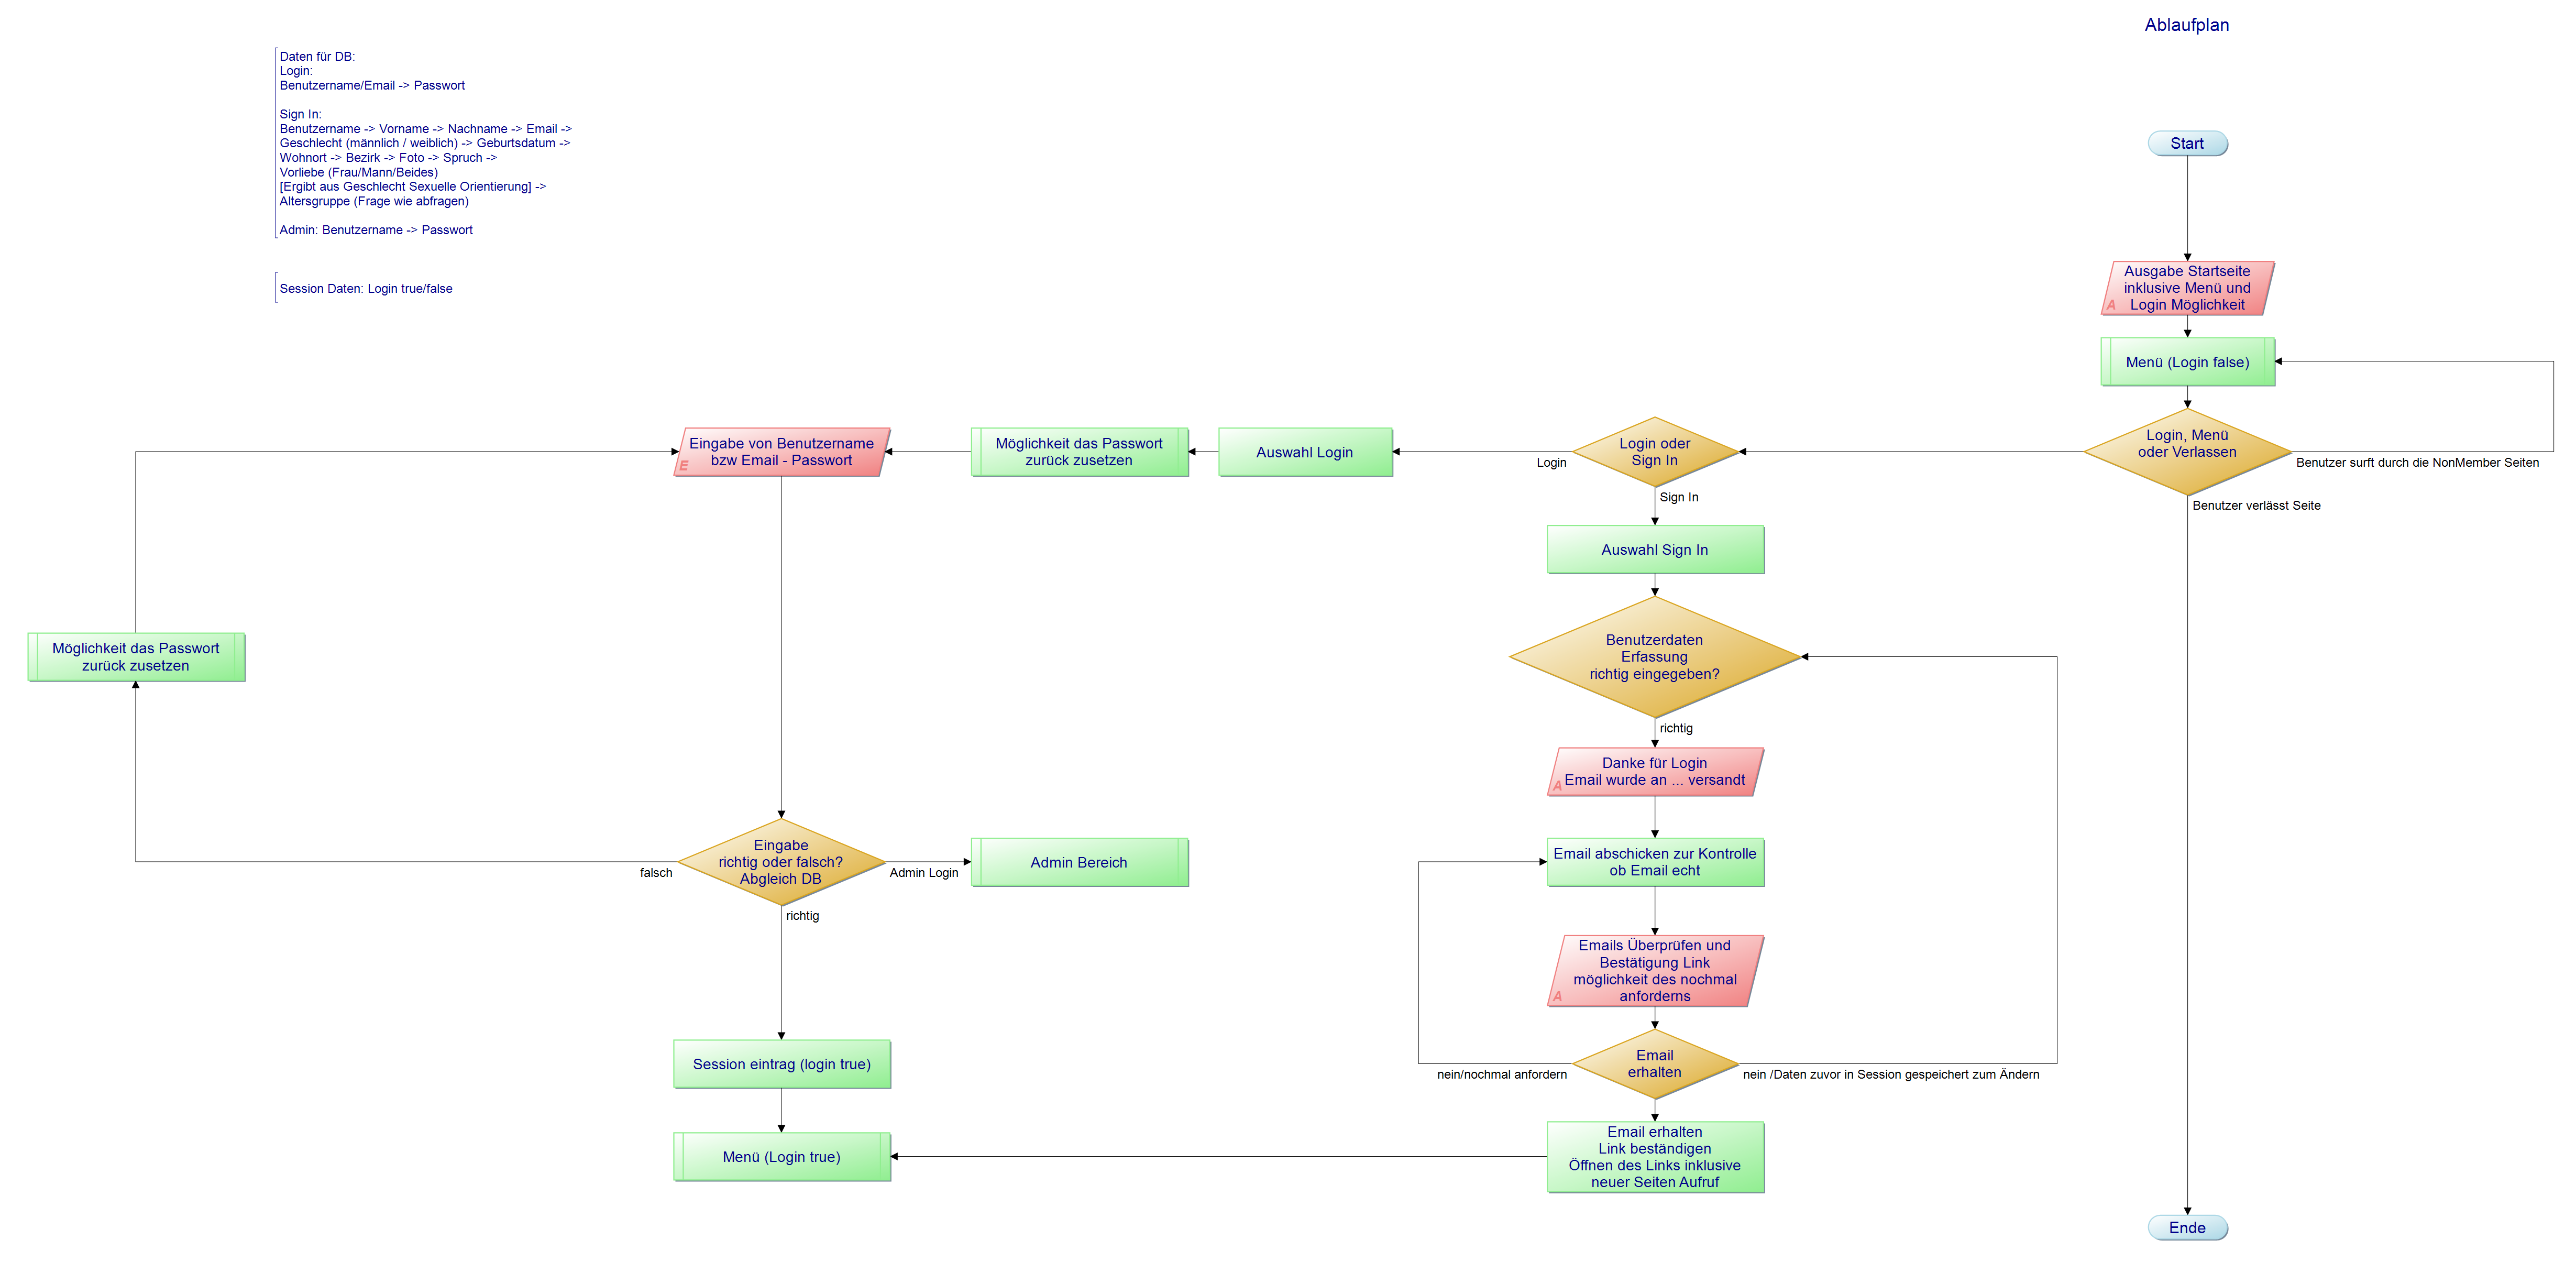 Ablaufplan
Daten für DB:
Login:
Benutzername/Email -> Passwort
Sign In:
Benutzername -> Vorname -> Nachname -> Email ->
Geschlecht (männlich / weiblich) -> Geburtsdatum ->
Wohnort -> Bezirk -> Foto -> Spruch ->
Vorliebe (Frau/Mann/Beides)
[Ergibt aus Geschlecht Sexuelle Orientierung] ->
Altersgruppe (Frage wie abfragen)
Admin: Benutzername -> Passwort
Session Daten: Login true/false
Start
Ausgabe Startseite
inklusive Menü und
Login Möglichkeit
A
Menü (Login false)
Login, Menü
oder Verlassen
Benutzer surft durch die NonMember Seiten
Benutzer verlässt Seite
Login oder
Sign In
Login
Sign In
Auswahl Login
Möglichkeit das Passwort
zurück zusetzen
Eingabe von Benutzername
bzw Email - Passwort
E
Auswahl Sign In
Benutzerdaten
Erfassung
richtig eingegeben?
richtig
Möglichkeit das Passwort
zurück zusetzen
Danke für Login
Email wurde an ... versandt
A
Eingabe
richtig oder falsch?
Abgleich DB
falsch
Admin Login
richtig
Admin Bereich
Email abschicken zur Kontrolle
ob Email echt
Emails Überprüfen und
Bestätigung Link
möglichkeit des nochmal
anforderns
A
Session eintrag (login true)
Email
erhalten
nein/nochmal anfordern
nein /Daten zuvor in Session gespeichert zum Ändern
Menü (Login true)
Email erhalten
Link beständigen
Öffnen des Links inklusive
neuer Seiten Aufruf
Ende